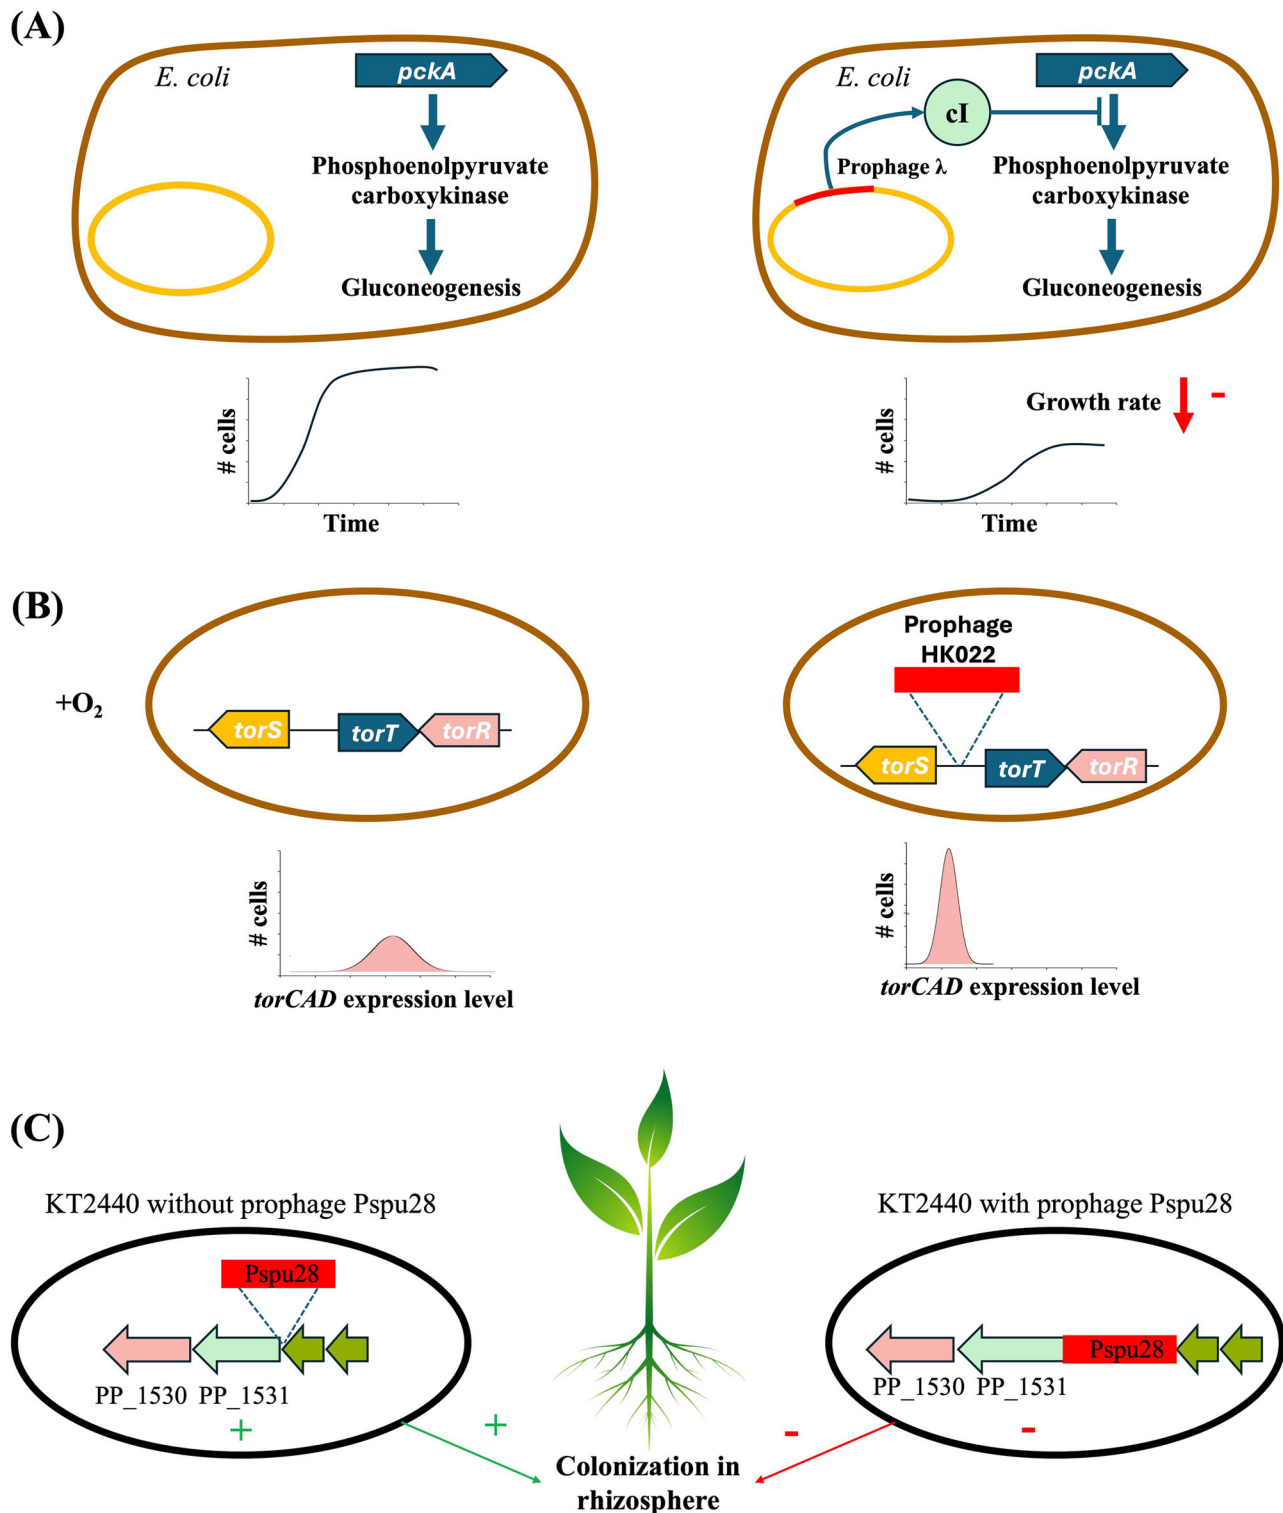 (A)
E. coli
pckA
Phosphoenolpyruvate
carboxykinase
Gluconeogenesis
# cells
Time
E. coli
pckA
cI
Prophage λ
Phosphoenolpyruvate
carboxykinase
Gluconeogenesis
Growth rate
-
# cells
Time
(B)
+O₂
torS
torT
torR
# cells
torCAD expression level
Prophage
HK022
torS
torT
torR
# cells
torCAD expression level
(C)
KT2440 without prophage Pspu28
Pspu28
PP_1530
PP_1531
+
+
KT2440 with prophage Pspu28
Pspu28
PP_1530
PP_1531
-
-
Colonization in
rhizosphere